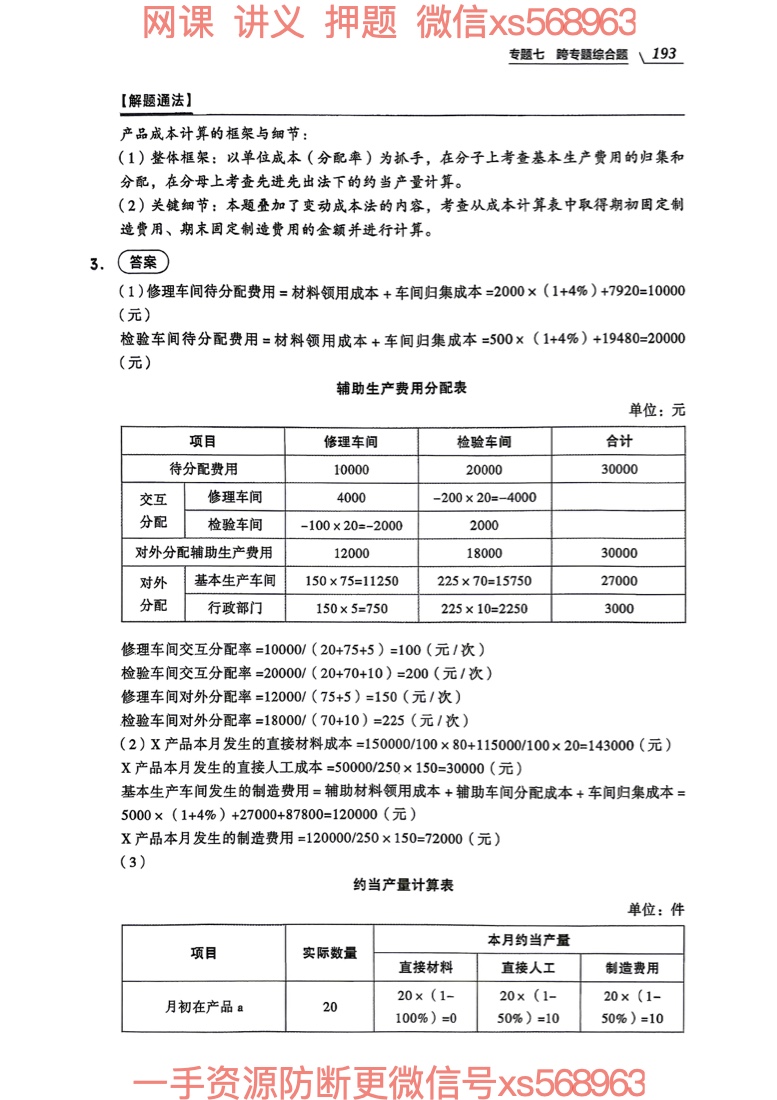 网课 讲义 押题 微信xs568963
专题七 跨专题综合题 193
【解题通法】
产品成本计算的框架与细节：
（1）整体框架：以单位成本（分配率）为抓手，在分子上考查基本生产费用的归集和
分配，在分母上考查先进先出法下的约当产量计算。
（2）关键细节：本题叠加了变动成本法的内容，考查从成本计算表中取得期初固定制
造费用、期末固定制造费用的金额并进行计算。
3. 答案
（1）修理车间待分配费用=材料领用成本+车间归集成本=2000×（1+4%）+7920=10000
（元）
检验车间待分配费用=材料领用成本+车间归集成本=500×（1+4%）+19480=20000
（元）
辅助生产费用分配表
单位：元
项目 修理车间 检验车间 合计
待分配费用 10000 20000 30000
交互分配 修理车间 4000 -200×20=-4000
检验车间 -100×20=-2000 2000
对外分配辅助生产费用 12000 18000 30000
对外分配 基本生产车间 150×75=11250 225×70=15750 27000
行政部门 150×5=750 225×10=2250 3000
修理车间交互分配率=10000/（20+75+5）=100（元/次）
检验车间交互分配率=20000/（20+70+10）=200（元/次）
修理车间对外分配率=12000/（75+5）=150（元/次）
检验车间对外分配率=18000/（70+10）=225（元/次）
（2）X产品本月发生的直接材料成本=150000/100×80+115000/100×20=143000（元）
X产品本月发生的直接人工成本=50000/250×150=30000（元）
基本生产车间发生的制造费用=辅助材料领用成本+辅助车间分配成本+车间归集成本=
5000×（1+4%）+27000+87800=120000（元）
X产品本月发生的制造费用=120000/250×150=72000（元）
（3）
约当产量计算表
单位：件
项目 实际数量 本月约当产量
直接材料 直接人工 制造费用
月初在产品a 20 20×（1-100%）=0 20×（1-50%）=10 20×（1-50%）=10
一手资源防断更微信号xs568963